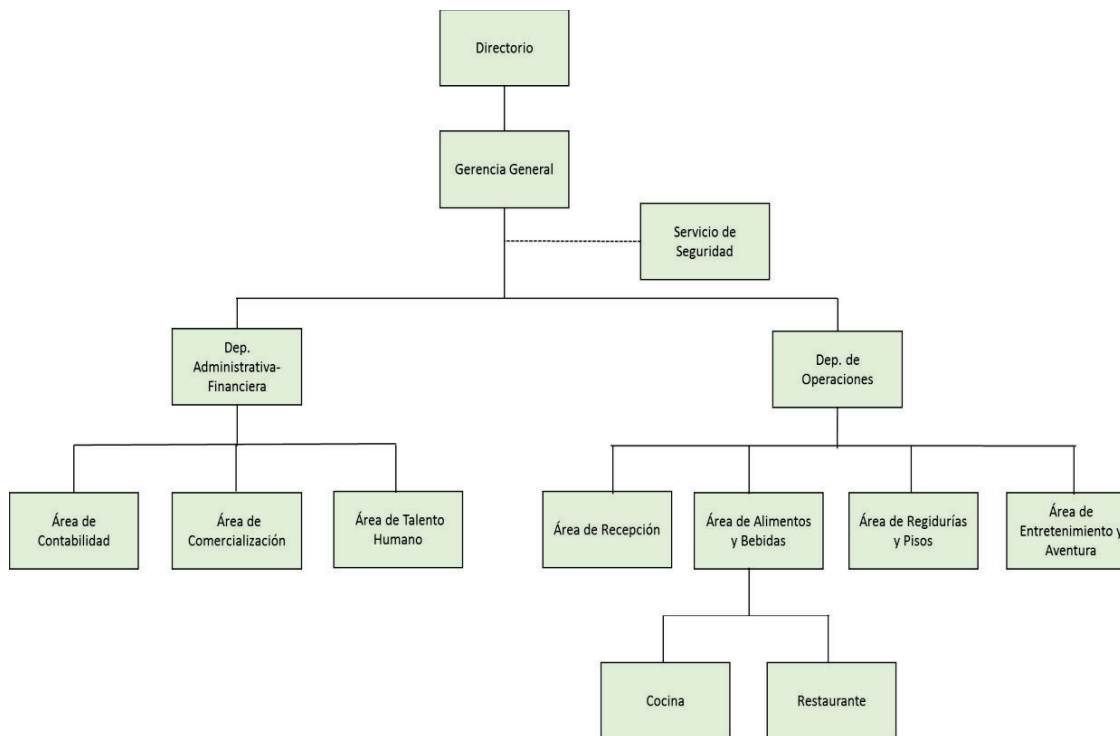 Directorio
Gerencia General
Servicio de
Seguridad
Dep.
Administrativa-
Financiera
Dep. de
Operaciones
Área de
Contabilidad
Área de
Comercialización
Área de Talento
Humano
Área de Recepción
Área de Alimentos
y Bebidas
Área de Regidurías
y Pisos
Área de
Entretenimiento y
Aventura
Cocina
Restaurante